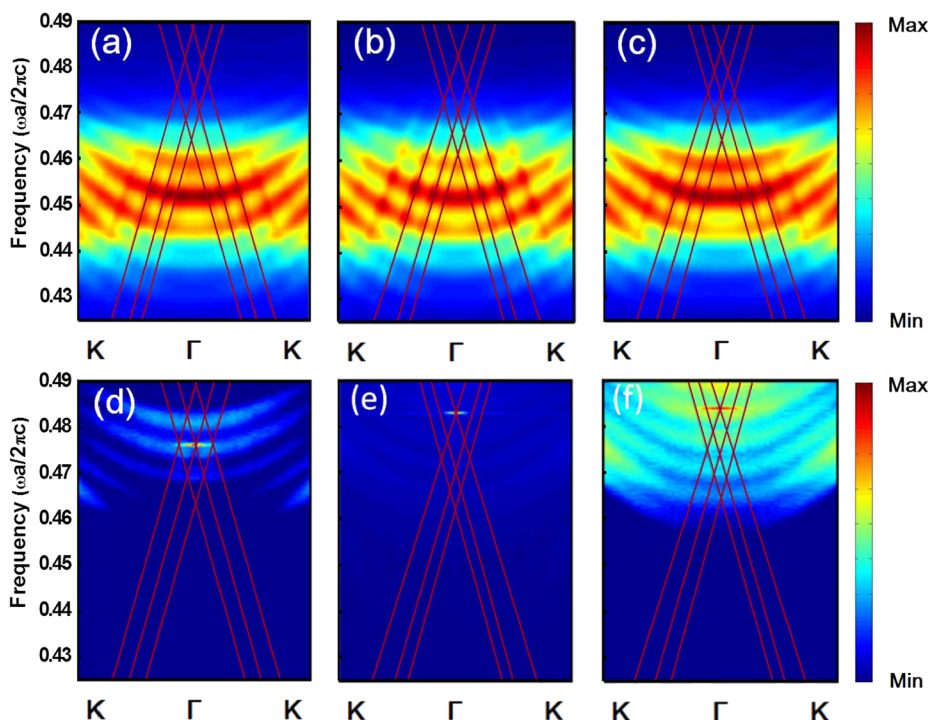 Frequency (ωa/2πc)
0.49
0.48
0.47
0.46
0.45
0.44
0.43
(a)
(b)
(c)
Max
Min
K Γ K
K Γ K
K Γ K
Frequency (ωa/2πc)
0.49
0.48
0.47
0.46
0.45
0.44
0.43
(d)
(e)
(f)
Max
Min
K Γ K
K Γ K
K Γ K